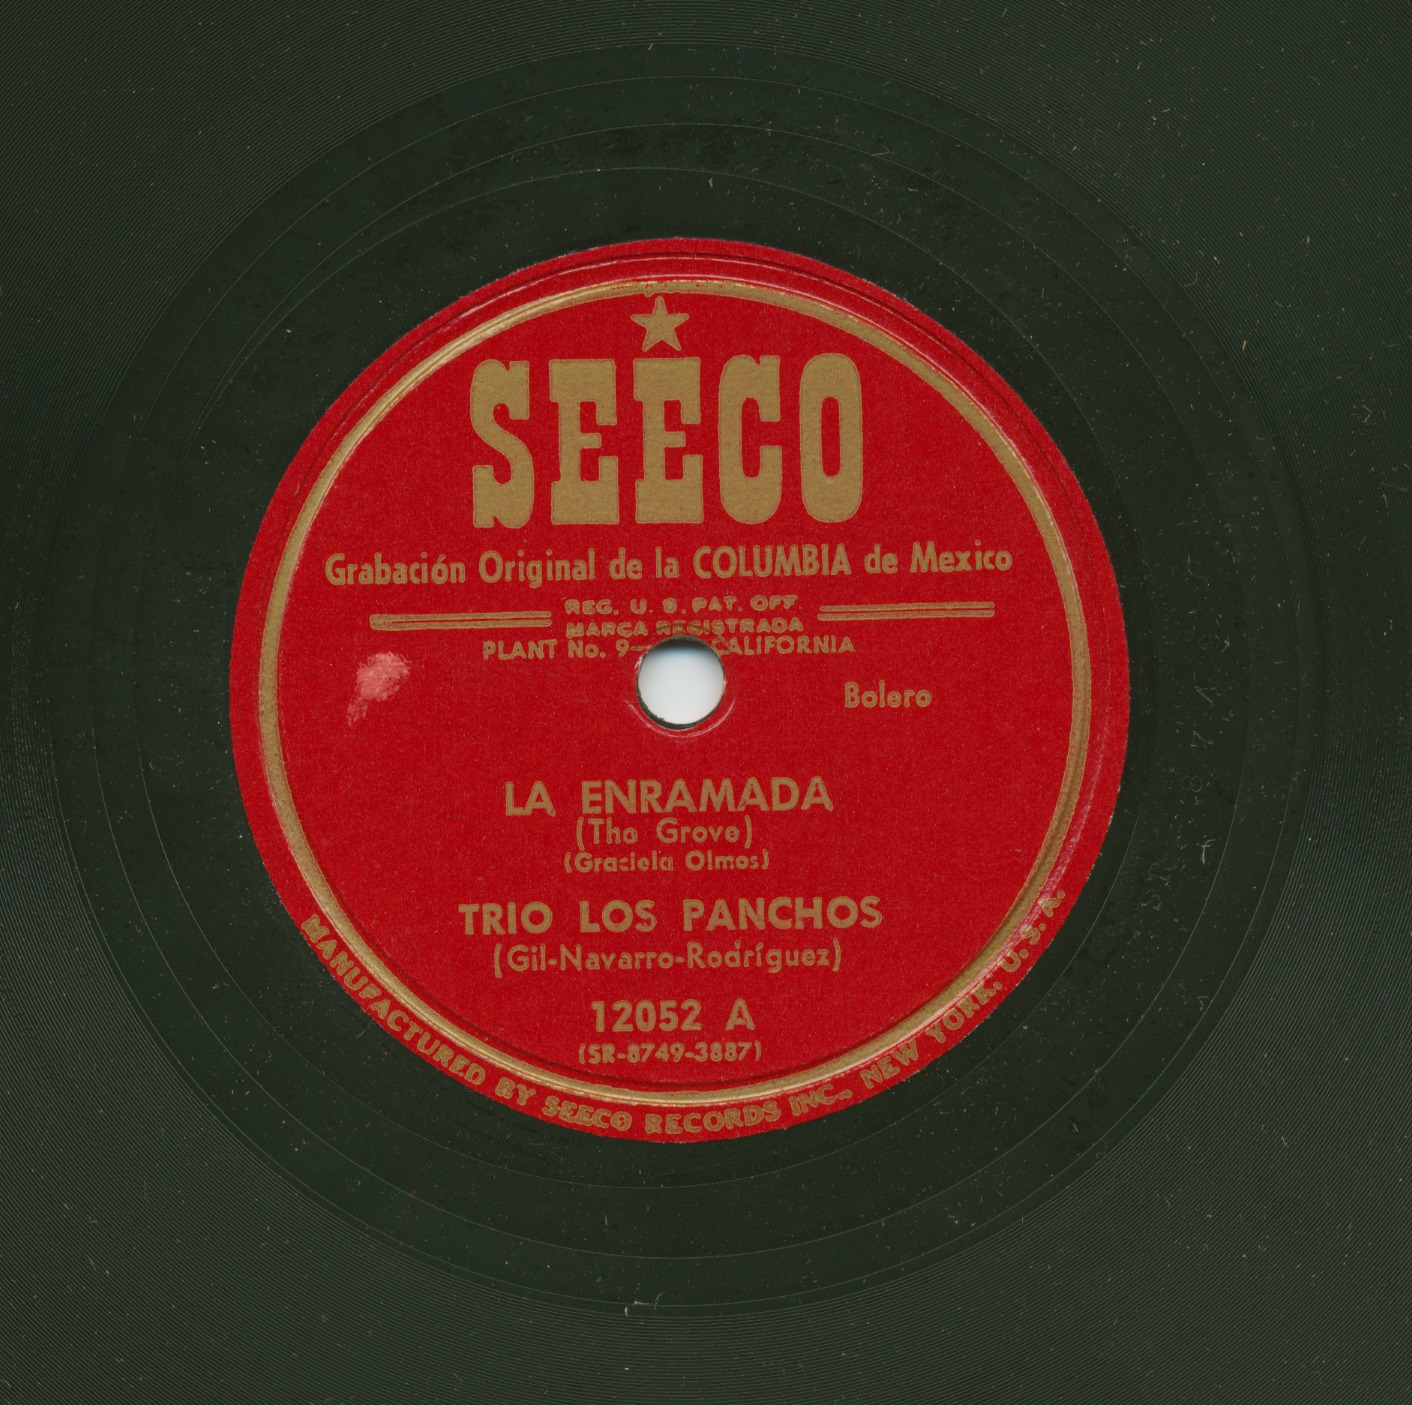 SEECO
Grabación Original de la COLUMBIA de Mexico
REG. U. S. PAT. OFF.
MARCA REGISTRADA
PLANT No. 9— CALIFORNIA
Bolero
LA ENRAMADA
(The Grove)
(Graciela Olmos)
TRIO LOS PANCHOS
(Gil-Navarro-Rodríguez)
12052 A
(SR-8749-3887)
MANUFACTURED BY SEECO RECORDS INC., NEW YORK, U.S.A.